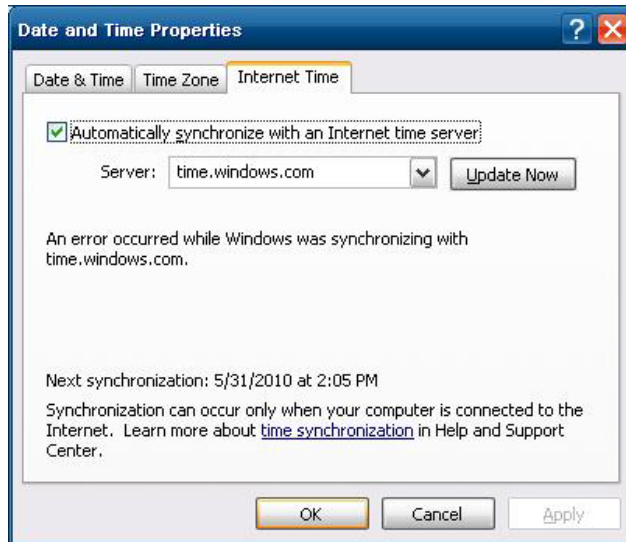 Date and Time Properties
Date & Time
Time Zone
Internet Time
Automatically synchronize with an Internet time server
Server:
time.windows.com
Update Now
An error occurred while Windows was synchronizing with
time.windows.com.
Next synchronization: 5/31/2010 at 2:05 PM
Synchronization can occur only when your computer is connected to the
Internet. Learn more about time synchronization in Help and Support
Center.
OK
Cancel
Apply